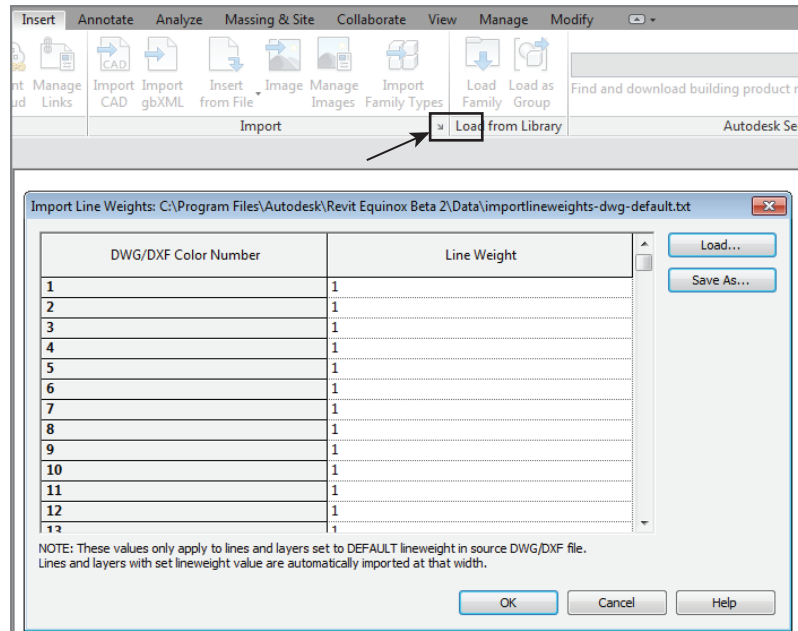 Insert Annotate Analyze Massing & Site Collaborate View Manage Modify
CAD
Manage Import Import Insert Image Manage Import Load Load as
Links CAD gbXML from File Images Family Types Family Group
Find and download building product
Import Load from Library Autodesk Se
Import Line Weights: C:\Program Files\Autodesk\Revit Equinox Beta 2\Data\importlineweights-dwg-default.txt
DWG/DXF Color Number Line Weight
Load...
Save As...
1 1
2 1
3 1
4 1
5 1
6 1
7 1
8 1
9 1
10 1
11 1
12 1
13 1
NOTE: These values only apply to lines and layers set to DEFAULT lineweight in source DWG/DXF file.
Lines and layers with set lineweight value are automatically imported at that width.
OK Cancel Help